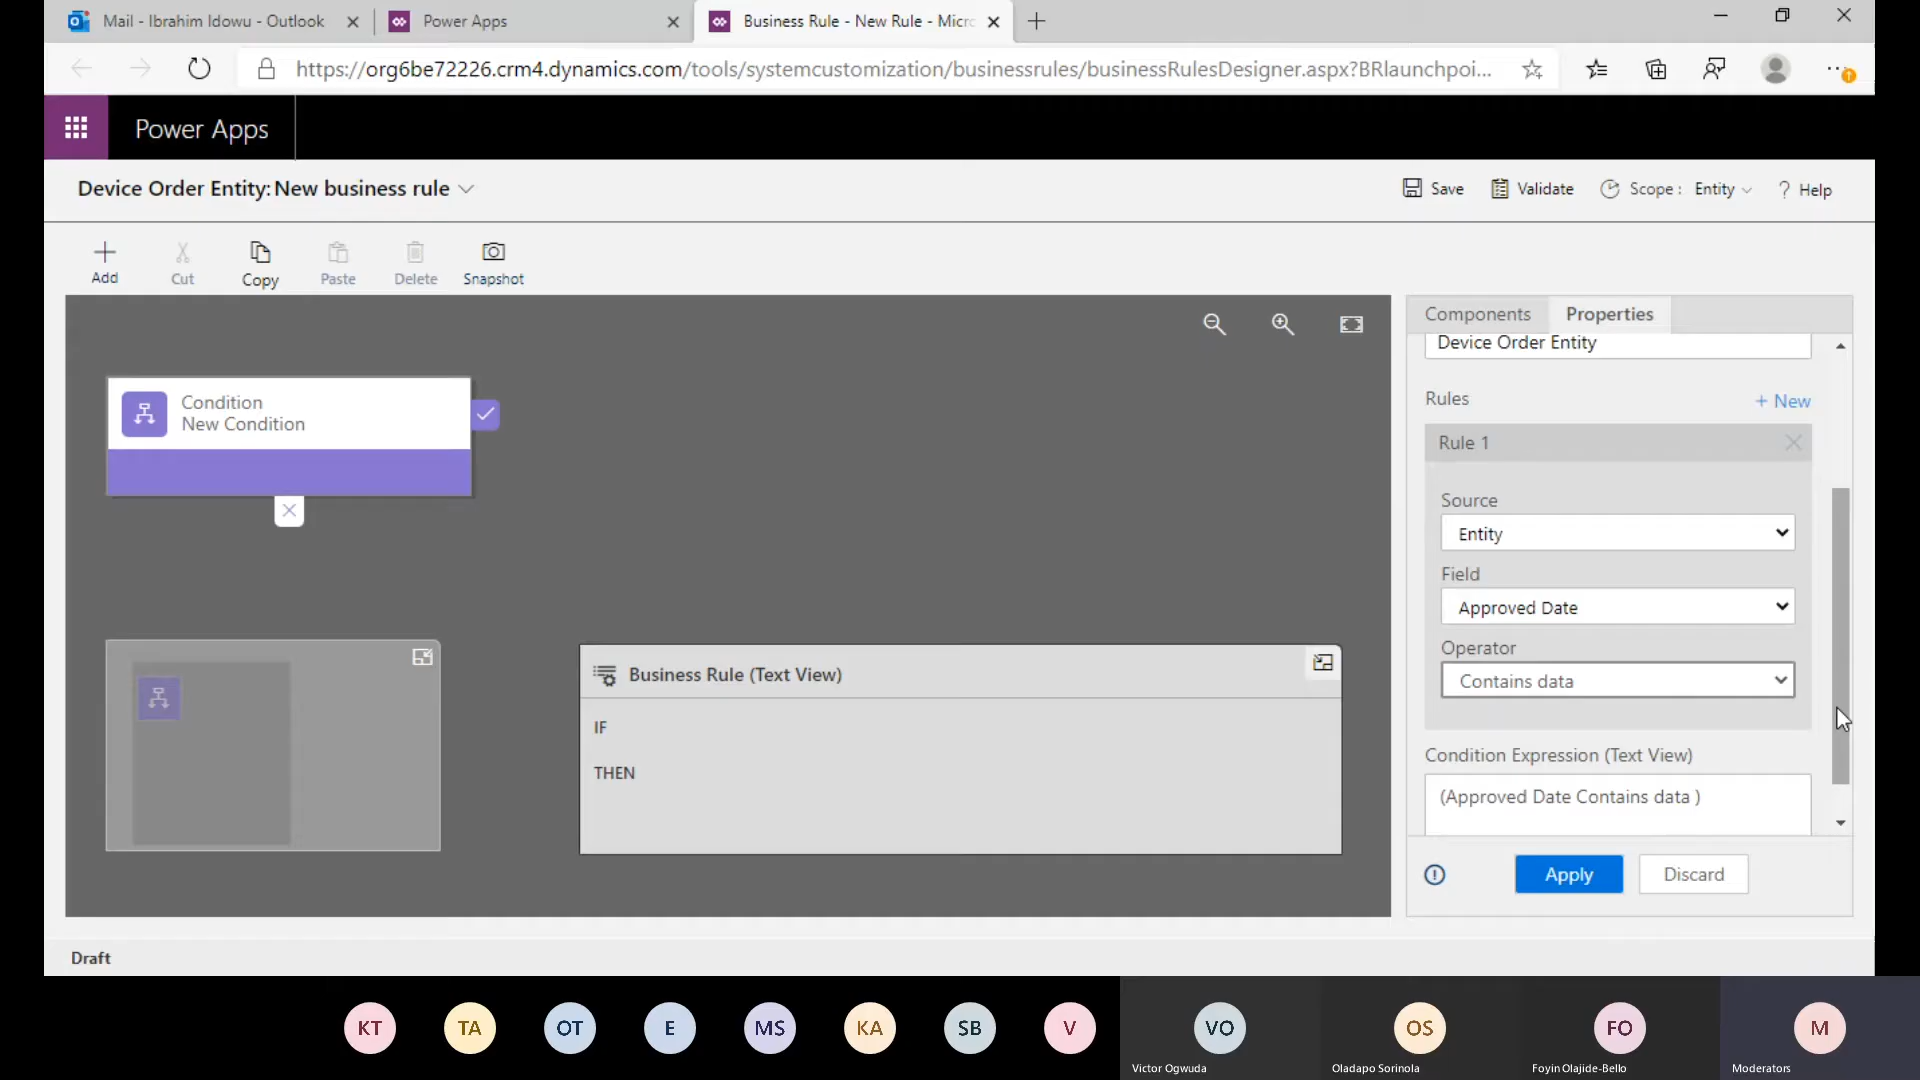 Mail - Ibrahim Idowu - Outlook
Power Apps
Business Rule - New Rule - Micro
https://org6be72226.crm4.dynamics.com/tools/systemcustomization/businessrules/businessRulesDesigner.aspx?BRlaunchpoi...
Power Apps
Device Order Entity: New business rule
Save
Validate
Scope :
Entity
? Help
Add
Cut
Copy
Paste
Delete
Snapshot
Components
Properties
Device Order Entity
Condition
New Condition
Rules
+ New
Rule 1
Source
Entity
Field
Approved Date
Operator
Contains data
Business Rule (Text View)
IF
THEN
Condition Expression (Text View)
(Approved Date Contains data )
Apply
Discard
Draft
KT
TA
OT
E
MS
KA
SB
V
VO
OS
FO
M
Victor Ogwuda
Oladapo Sorinola
Foyin Olajide-Bello
Moderators